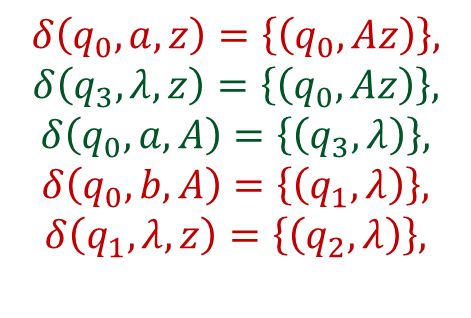 δ(q₀, a, z) = {(q₀, Az)},
δ(q₃, λ, z) = {(q₀, Az)},
δ(q₀, a, A) = {(q₃, λ)},
δ(q₀, b, A) = {(q₁, λ)},
δ(q₁, λ, z) = {(q₂, λ)},